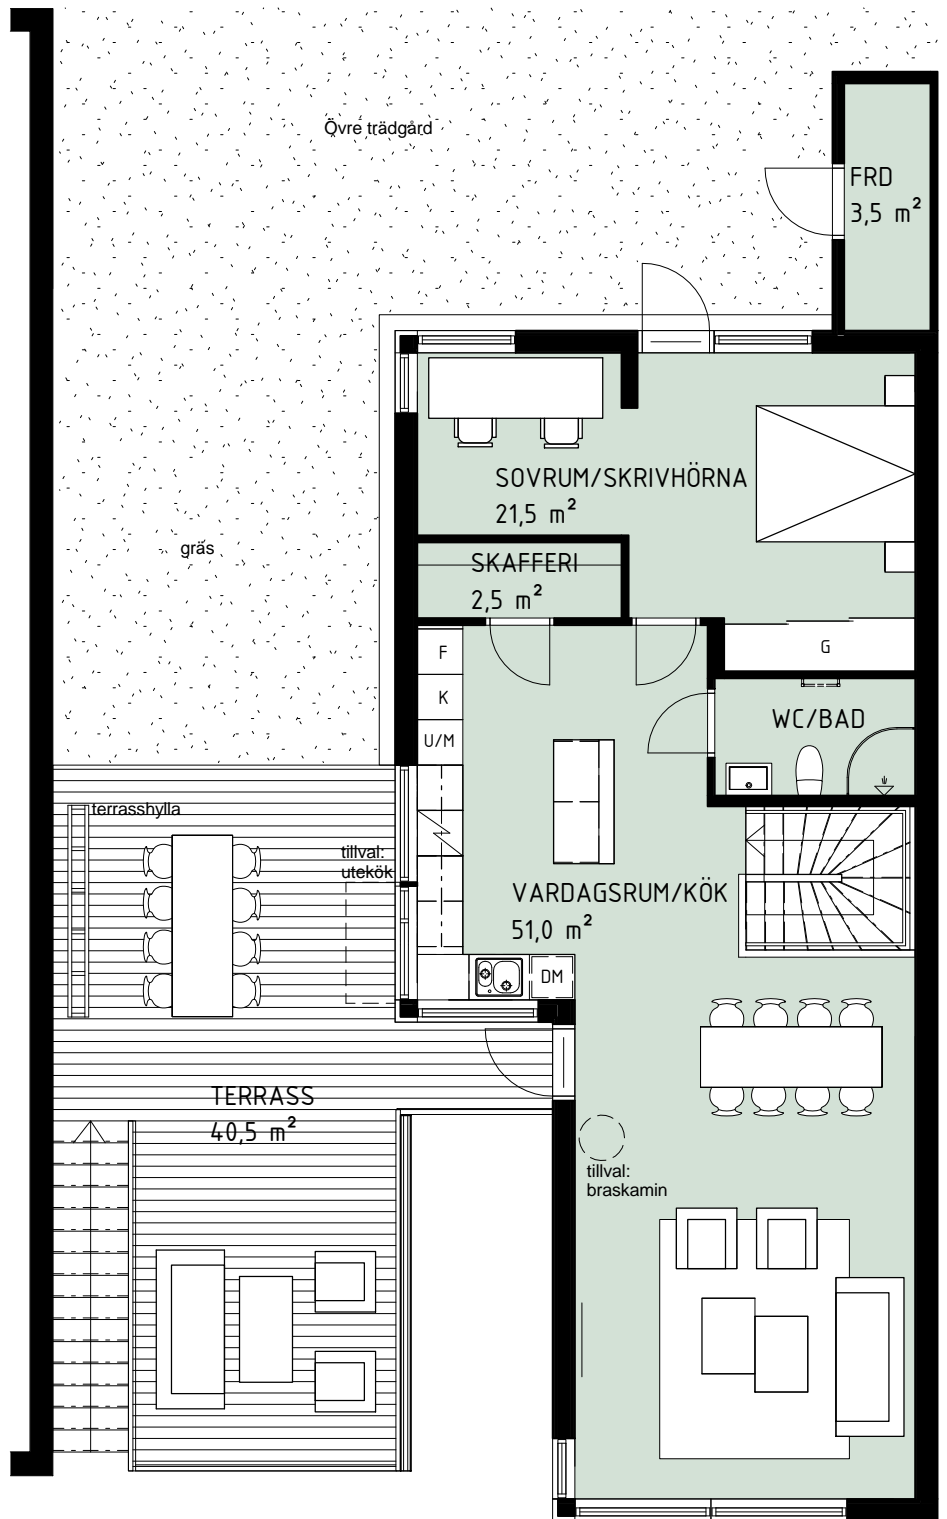 Övre trädgård
FRD
3,5 m²
SOVRUM/SKRIVHÖRNA
21,5 m²
gräs
SKAFFERI
2,5 m²
F
G
K
WC/BAD
U/M
terrasshylla
tillval:
utekök
VARDAGSRUM/KÖK
51,0 m²
DM
TERRASS
40,5 m²
tillval:
braskamin